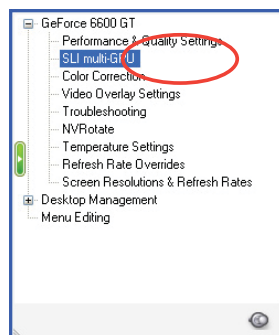 GeForce 6600 GT
Performance & Quality Settings
SLI multi-GPU
Color Correction
Video Overlay Settings
Troubleshooting
NVRotate
Temperature Settings
Refresh Rate Overrides
Screen Resolutions & Refresh Rates
Desktop Management
Menu Editing